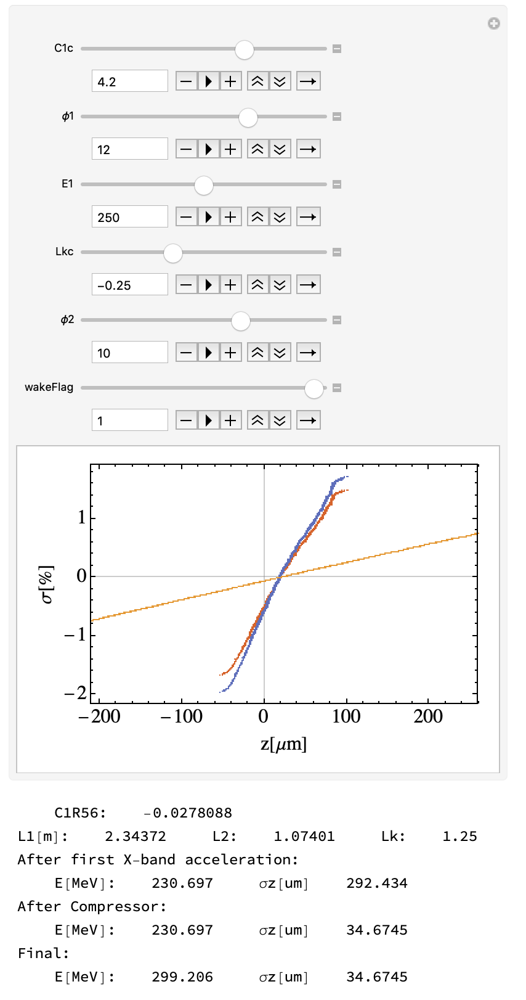 C1c
4.2
ϕ1
12
E1
250
Lkc
−0.25
ϕ2
10
wakeFlag
1
σ[%]
1
0
−1
−2
−200 −100 0 100 200
z[μm]
C1R56: -0.0278088
L1[m]: 2.34372 L2: 1.07401 Lk: 1.25
After first X-band acceleration:
E[MeV]: 230.697 σz[um] 292.434
After Compressor:
E[MeV]: 230.697 σz[um] 34.6745
Final:
E[MeV]: 299.206 σz[um] 34.6745